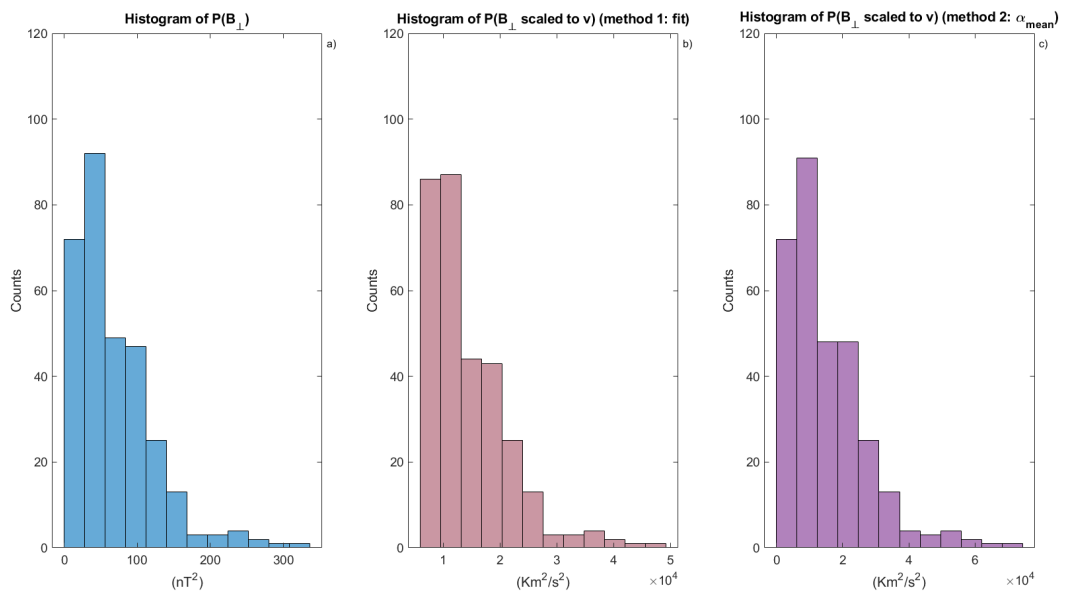 Histogram of P(B⊥)
a)
120
100
80
60
40
20
0
Counts
0 100 200 300
(nT²)
Histogram of P(B⊥ scaled to v) (method 1: fit)
b)
120
100
80
60
40
20
0
Counts
1 2 3 4 5
×10⁴
(Km²/s²)
Histogram of P(B⊥ scaled to v) (method 2: αmean)
c)
120
100
80
60
40
20
0
Counts
0 2 4 6
×10⁴
(Km²/s²)